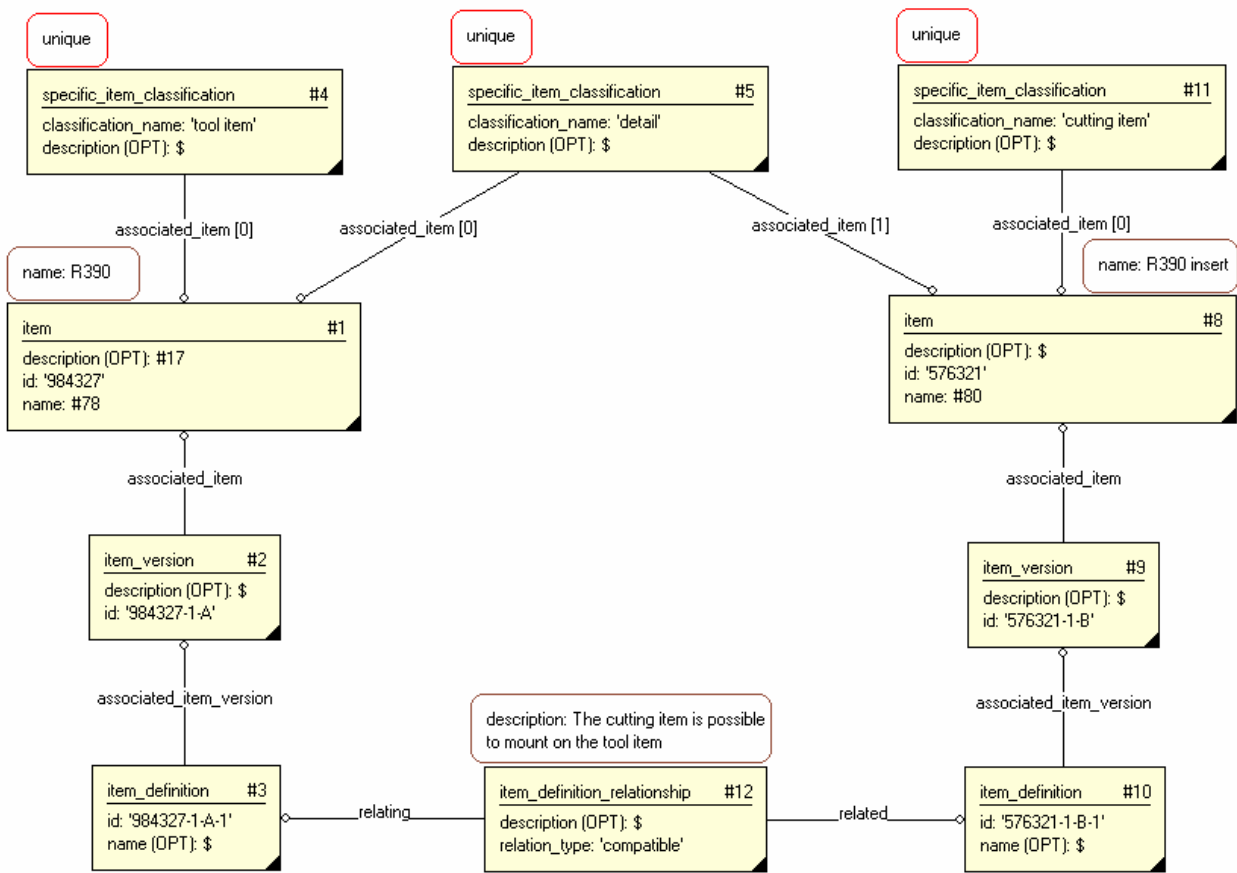 unique
unique
unique
specific_item_classification #4
classification_name: 'tool item'
description (OPT): $
specific_item_classification #5
classification_name: 'detail'
description (OPT): $
specific_item_classification #11
classification_name: 'cutting item'
description (OPT): $
associated_item [0]
associated_item [0]
associated_item [1]
associated_item [0]
name: R390
name: R390 insert
item #1
description (OPT): #17
id: '984327'
name: #78
item #8
description (OPT): $
id: '576321'
name: #80
associated_item
associated_item
item_version #2
description (OPT): $
id: '984327-1-A'
item_version #9
description (OPT): $
id: '576321-1-B'
associated_item_version
associated_item_version
description: The cutting item is possible
to mount on the tool item
item_definition #3
id: '984327-1-A-1'
name (OPT): $
relating
item_definition_relationship #12
description (OPT): $
relation_type: 'compatible'
related
item_definition #10
id: '576321-1-B-1'
name (OPT): $